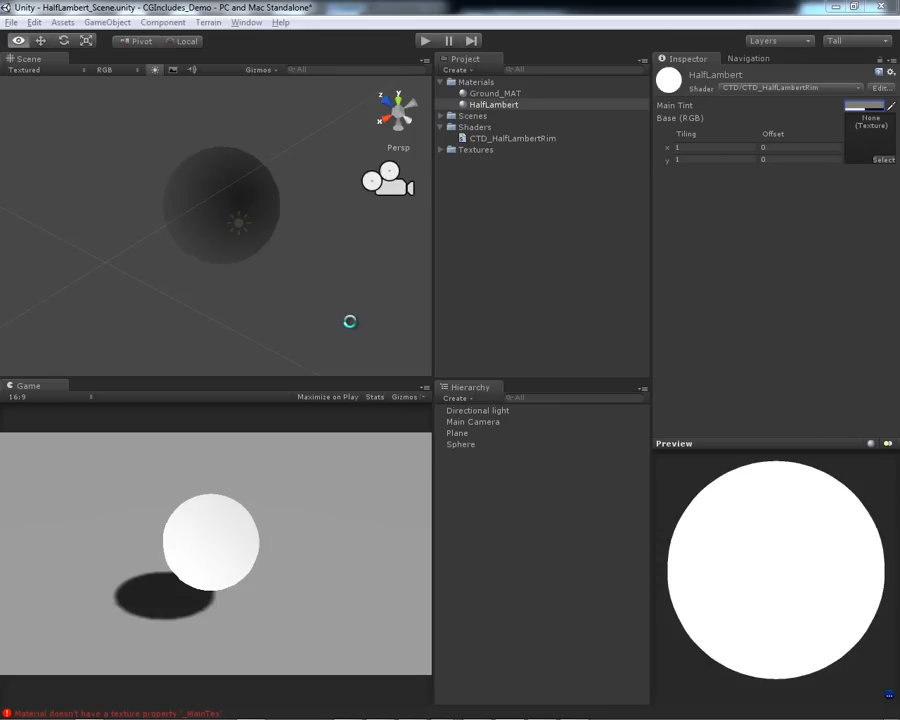 Unity - HalfLambert_Scene.unity - CGIncludes_Demo - PC and Mac Standalone*
File Edit Assets GameObject Component Terrain Window Help
Pivot Local Layers Tall
Scene
Textured RGB Gizmos All
z y x
Persp
Project
Create All
Materials
Ground_MAT
HalfLambert
Scenes
Shaders
CTD_HalfLambertRim
Textures
Inspector Navigation
HalfLambert
Shader CTD/CTD_HalfLambertRim Edit...
Main Tint
Base (RGB) None
(Texture)
Tiling Offset
x 1 0
y 1 0 Select
Game
16:9 Maximize on Play Stats Gizmos
Hierarchy
Create All
Directional light
Main Camera
Plane
Sphere
Preview
Material doesn't have a texture property '_MainTex'